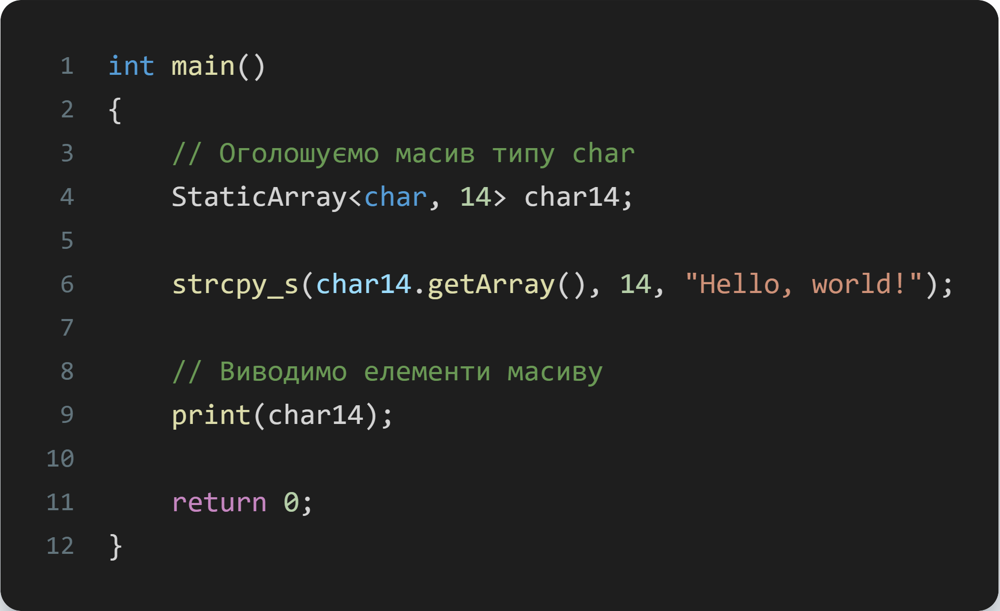 1 int main()
2 {
3     // Оголошуємо масив типу char
4     StaticArray<char, 14> char14;
5
6     strcpy_s(char14.getArray(), 14, "Hello, world!");
7
8     // Виводимо елементи масиву
9     print(char14);
10
11     return 0;
12 }